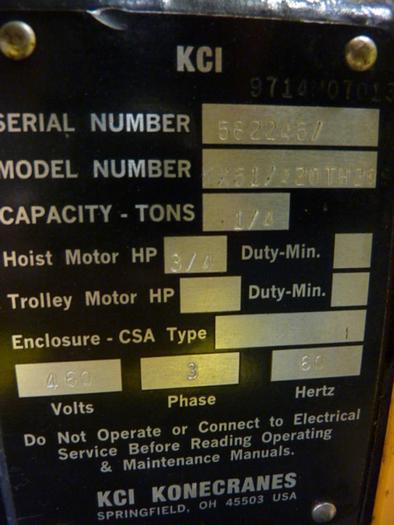 KCI
SERIAL NUMBER 562246/
MODEL NUMBER
CAPACITY - TONS 1/4
Hoist Motor HP 3/4 Duty-Min.
Trolley Motor HP Duty-Min.
Enclosure - CSA Type 1
460 3 60
Volts Phase Hertz
Do Not Operate or Connect to Electrical
Service Before Reading Operating
& Maintenance Manuals.
KCI KONECRANES
SPRINGFIELD, OH 45503 USA